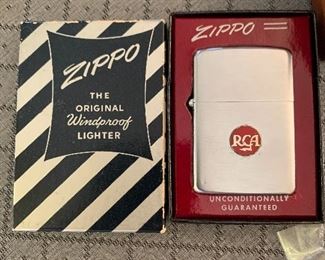 ZIPPO
THE
ORIGINAL
Windproof
LIGHTER
ZIPPO
RCA
UNCONDITIONALLY
GUARANTEED